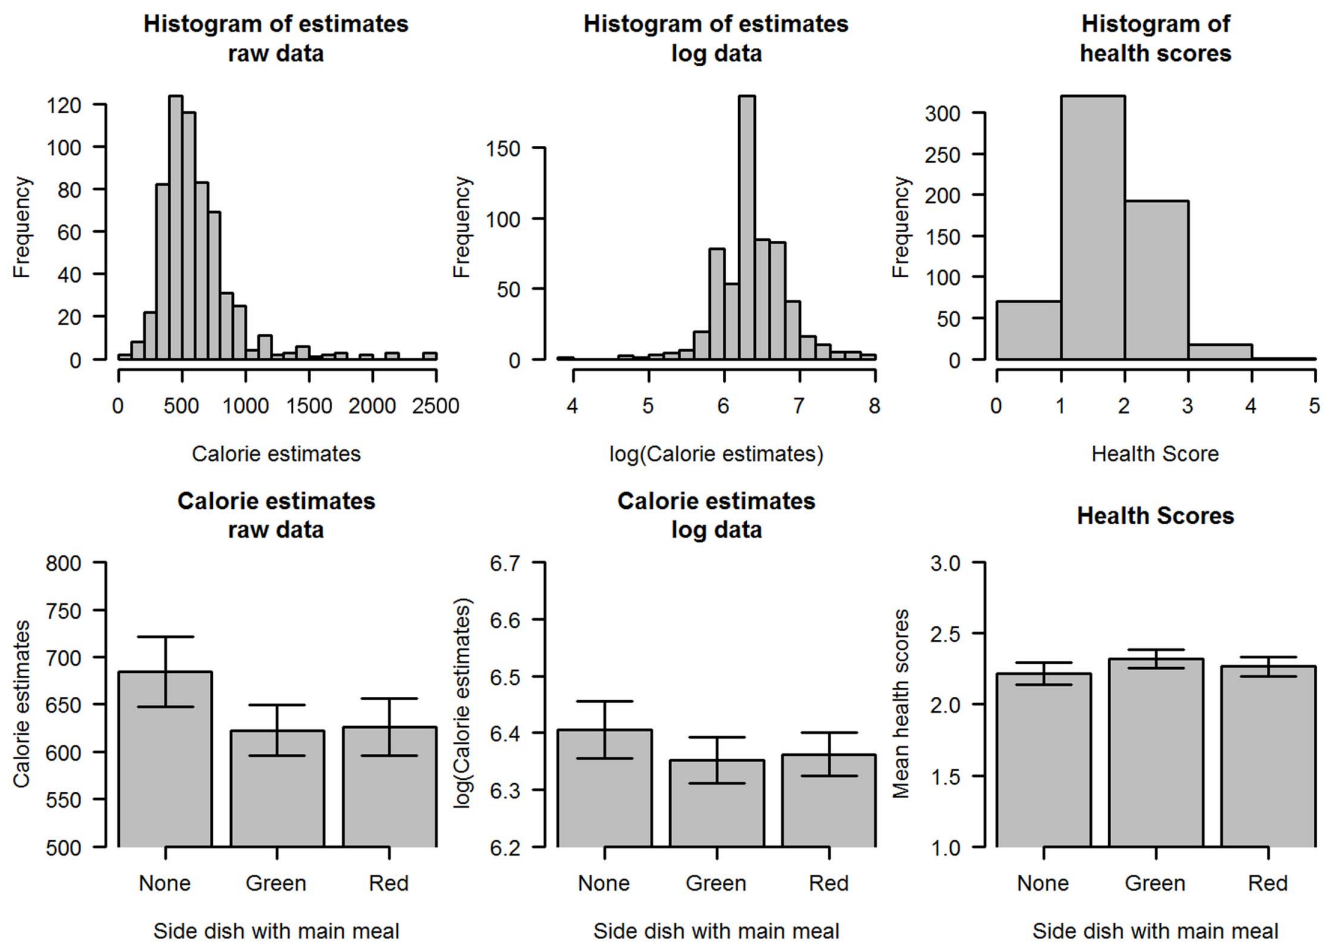 Histogram of estimates
raw data
Frequency
120
100
80
60
40
20
0
0 500 1000 1500 2000 2500
Calorie estimates
Histogram of estimates
log data
Frequency
150
100
50
0
4 5 6 7 8
log(Calorie estimates)
Histogram of
health scores
Frequency
300
250
200
150
100
50
0
0 1 2 3 4 5
Health Score
Calorie estimates
raw data
Calorie estimates
800
750
700
650
600
550
500
None Green Red
Side dish with main meal
Calorie estimates
log data
log(Calorie estimates)
6.7
6.6
6.5
6.4
6.3
6.2
None Green Red
Side dish with main meal
Health Scores
Mean health scores
3.0
2.5
2.0
1.5
1.0
None Green Red
Side dish with main meal